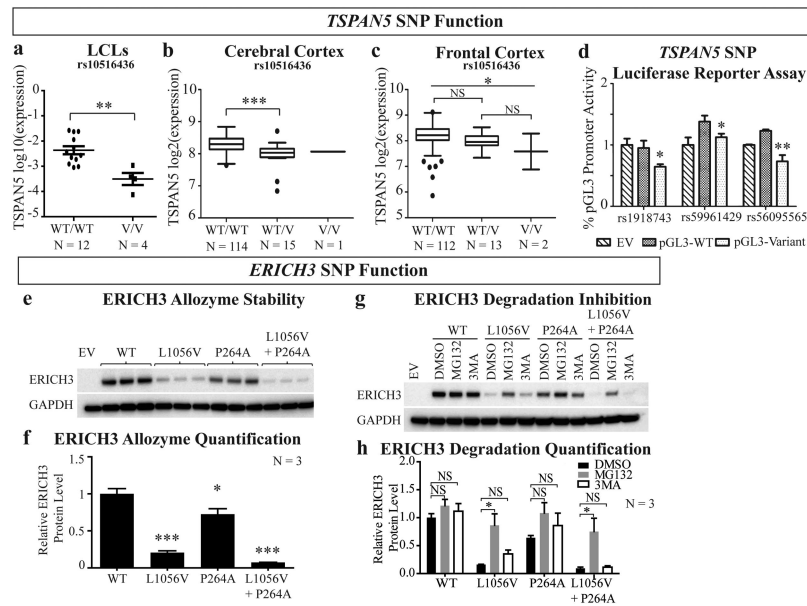 TSPAN5 SNP Function
a LCLs
rs10516436
TSPAN5 log10(experssion)
0
-1
-2
-3
-4
-5
**
WT/WT V/V
N = 12 N = 4
b Cerebral Cortex
rs10516436
TSPAN5 log2(experssion)
10
9
8
7
6
***
WT/WT WT/V V/V
N = 114 N = 15 N = 1
c Frontal Cortex
rs10516436
TSPAN5 log2(experssion)
10
9
8
7
6
5
*
NS
NS
WT/WT WT/V V/V
N = 112 N = 13 N = 2
d TSPAN5 SNP
Luciferase Reporter Assay
% pGL3 Promoter Activity
1.5
1.0
0.5
0.0
* * **
rs1918743 rs59961429 rs56095565
EV pGL3-WT pGL3-Variant
ERICH3 SNP Function
e ERICH3 Allozyme Stability
EV WT L1056V P264A L1056V
+ P264A
ERICH3
GAPDH
f ERICH3 Allozyme Quantification
N = 3
Relative ERICH3
Protein Level
1.5
1.0
0.5
0.0
*** * ***
WT L1056V P264A L1056V
+ P264A
g ERICH3 Degradation Inhibition
WT L1056V P264A L1056V
+ P264A
EV DMSO MG132 3MA DMSO MG132 3MA DMSO MG132 3MA DMSO MG132 3MA
ERICH3
GAPDH
h ERICH3 Degradation Quantification
DMSO
MG132
3MA
N = 3
Relative ERICH3
Protein Level
2.0
1.5
1.0
0.5
0.0
NS NS NS NS
NS * NS *
WT L1056V P264A L1056V
+ P264A